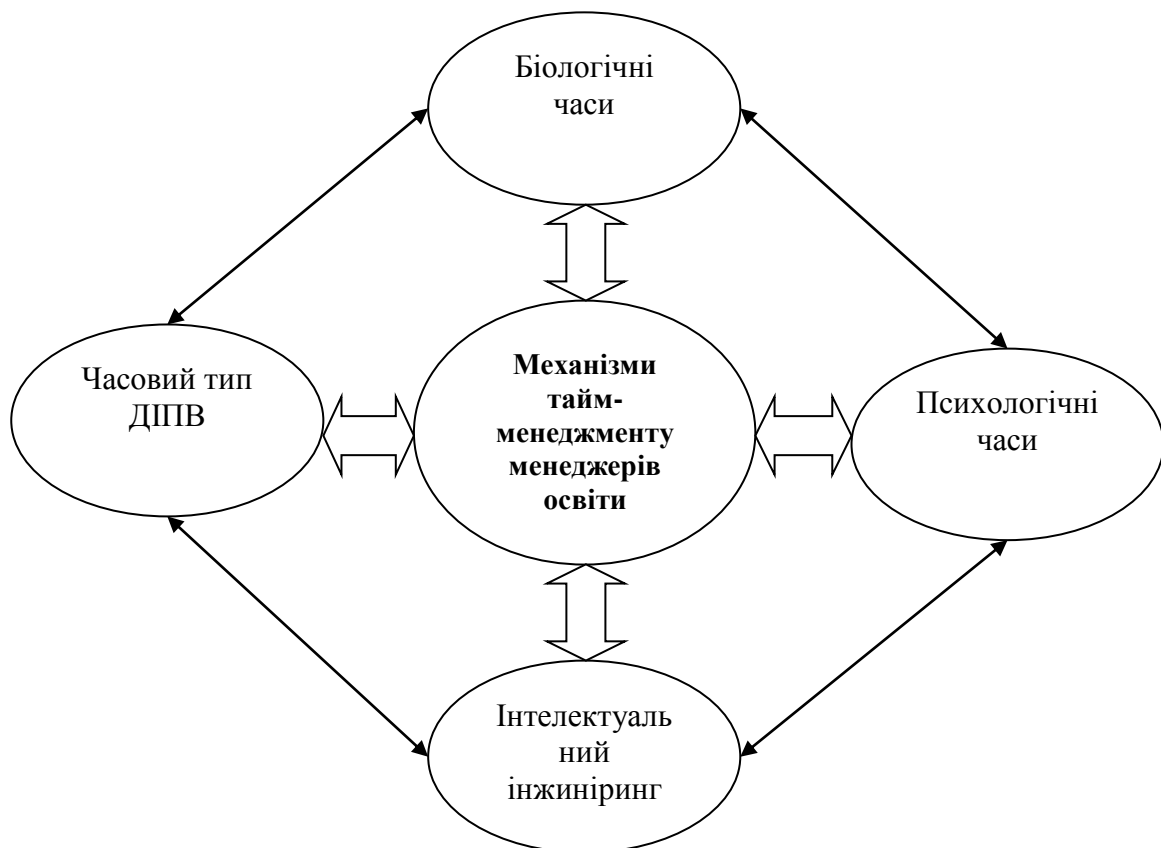 Біологічні
часи
Часовий тип
ДІПВ
Механізми
тайм-
менеджменту
менеджерів
освіти
Психологічні
часи
Інтелектуаль
ний
інжиніринг